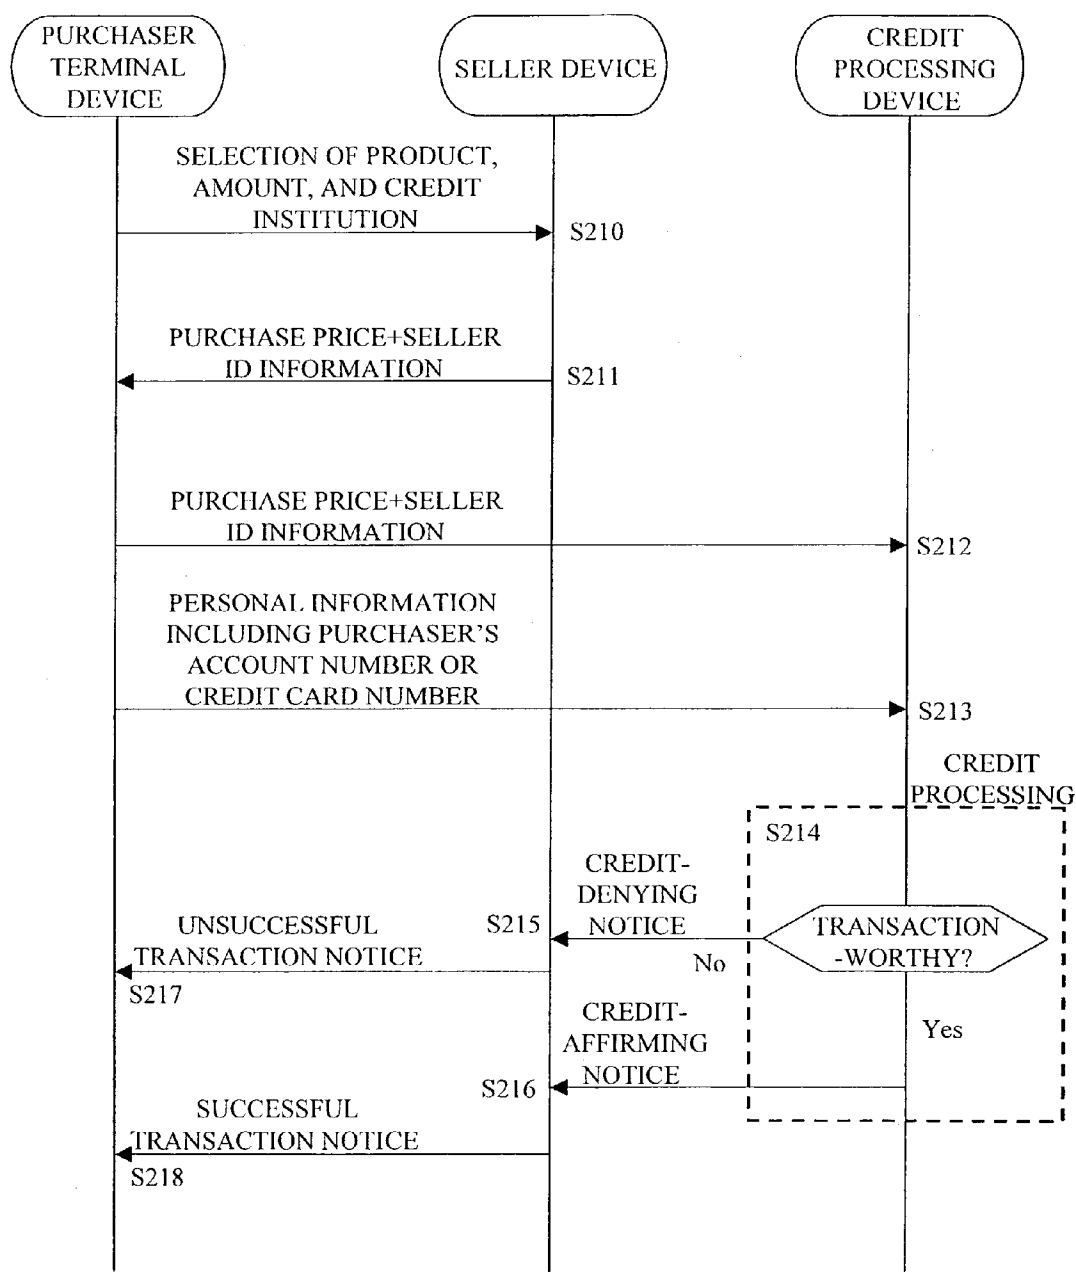 PURCHASER
TERMINAL
DEVICE
SELLER DEVICE
CREDIT
PROCESSING
DEVICE
SELECTION OF PRODUCT,
AMOUNT, AND CREDIT
INSTITUTION
S210
PURCHASE PRICE+SELLER
ID INFORMATION
S211
PURCHASE PRICE+SELLER
ID INFORMATION
S212
PERSONAL INFORMATION
INCLUDING PURCHASER'S
ACCOUNT NUMBER OR
CREDIT CARD NUMBER
S213
CREDIT
PROCESSING
S214
CREDIT-
DENYING
NOTICE
S215
TRANSACTION
-WORTHY?
No
UNSUCCESSFUL
TRANSACTION NOTICE
S217
Yes
CREDIT-
AFFIRMING
NOTICE
S216
SUCCESSFUL
TRANSACTION NOTICE
S218